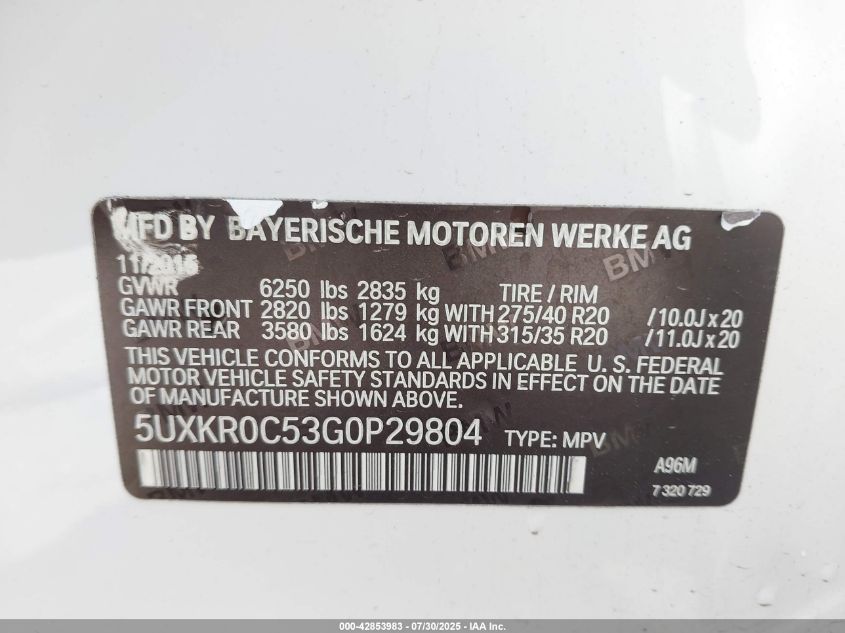 MFD BY BAYERISCHE MOTOREN WERKE AG
GVWR 6250 lbs 2835 kg TIRE / RIM
GAWR FRONT 2820 lbs 1279 kg WITH 275/40 R20 /10.0J x 20
GAWR REAR 3580 lbs 1624 kg WITH 315/35 R20 /11.0J x 20
THIS VEHICLE CONFORMS TO ALL APPLICABLE U. S. FEDERAL
MOTOR VEHICLE SAFETY STANDARDS IN EFFECT ON THE DATE
OF MANUFACTURE SHOWN ABOVE.
5UXKR0C53G0P29804 TYPE: MPV
A96M
7 320 729
000-42853983 / 07/30/2025 - IAA Inc.